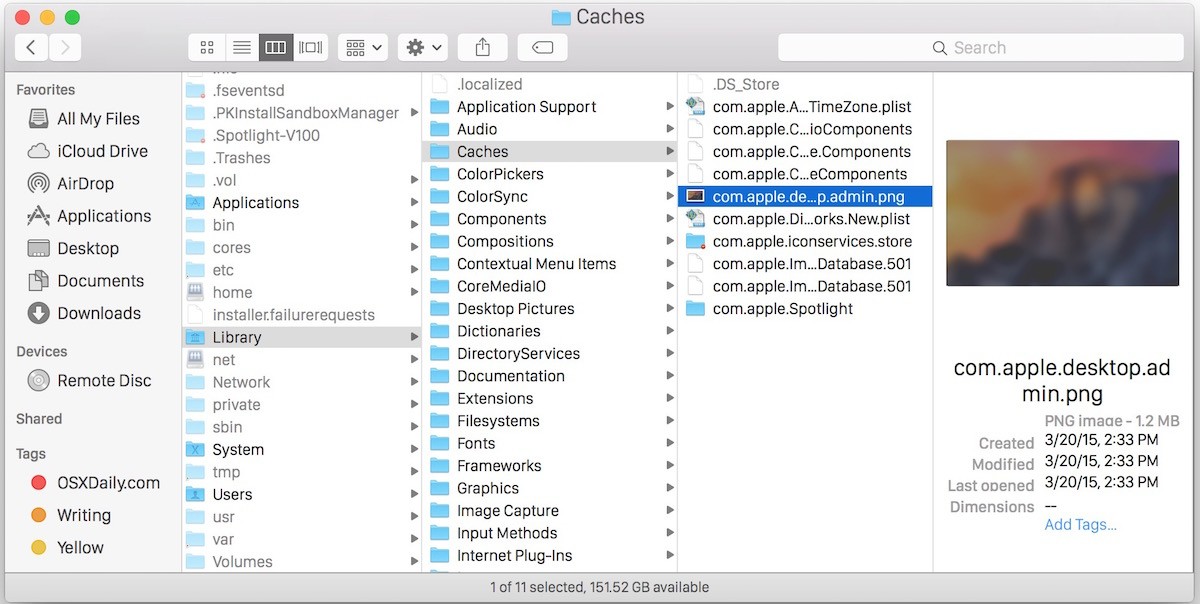 Caches
Search
Favorites
All My Files
iCloud Drive
AirDrop
Applications
Desktop
Documents
Downloads
Devices
Remote Disc
Shared
Tags
OSXDaily.com
Writing
Yellow
.fseventsd
.PKInstallSandboxManager
.Spotlight-V100
.Trashes
.vol
Applications
bin
cores
etc
home
installer.failurerequests
Library
net
Network
private
sbin
System
tmp
Users
usr
var
Volumes
.localized
Application Support
Audio
Caches
ColorPickers
ColorSync
Components
Compositions
Contextual Menu Items
CoreMediaIO
Desktop Pictures
Dictionaries
DirectoryServices
Documentation
Extensions
Filesystems
Fonts
Frameworks
Graphics
Image Capture
Input Methods
Internet Plug-Ins
.DS_Store
com.apple.A...TimeZone.plist
com.apple.C...ioComponents
com.apple.C...e.Components
com.apple.C...eComponents
com.apple.de...p.admin.png
com.apple.Di...orks.New.plist
com.apple.iconservices.store
com.apple.Im...Database.501
com.apple.Im...Database.501
com.apple.Spotlight
com.apple.desktop.ad
min.png
PNG image - 1.2 MB
Created 3/20/15, 2:33 PM
Modified 3/20/15, 2:33 PM
Last opened 3/20/15, 2:33 PM
Dimensions --
Add Tags...
1 of 11 selected, 151.52 GB available